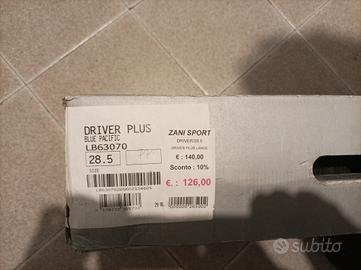 DRIVER PLUS
BLUE PACIFIC
LB63070
28.5
SIZE
ZANI SPORT
DRIVER/28.5
DRIVER PLUS LANGE
€ : 140,00
Sconto : 10%
€. : 126,00
subito